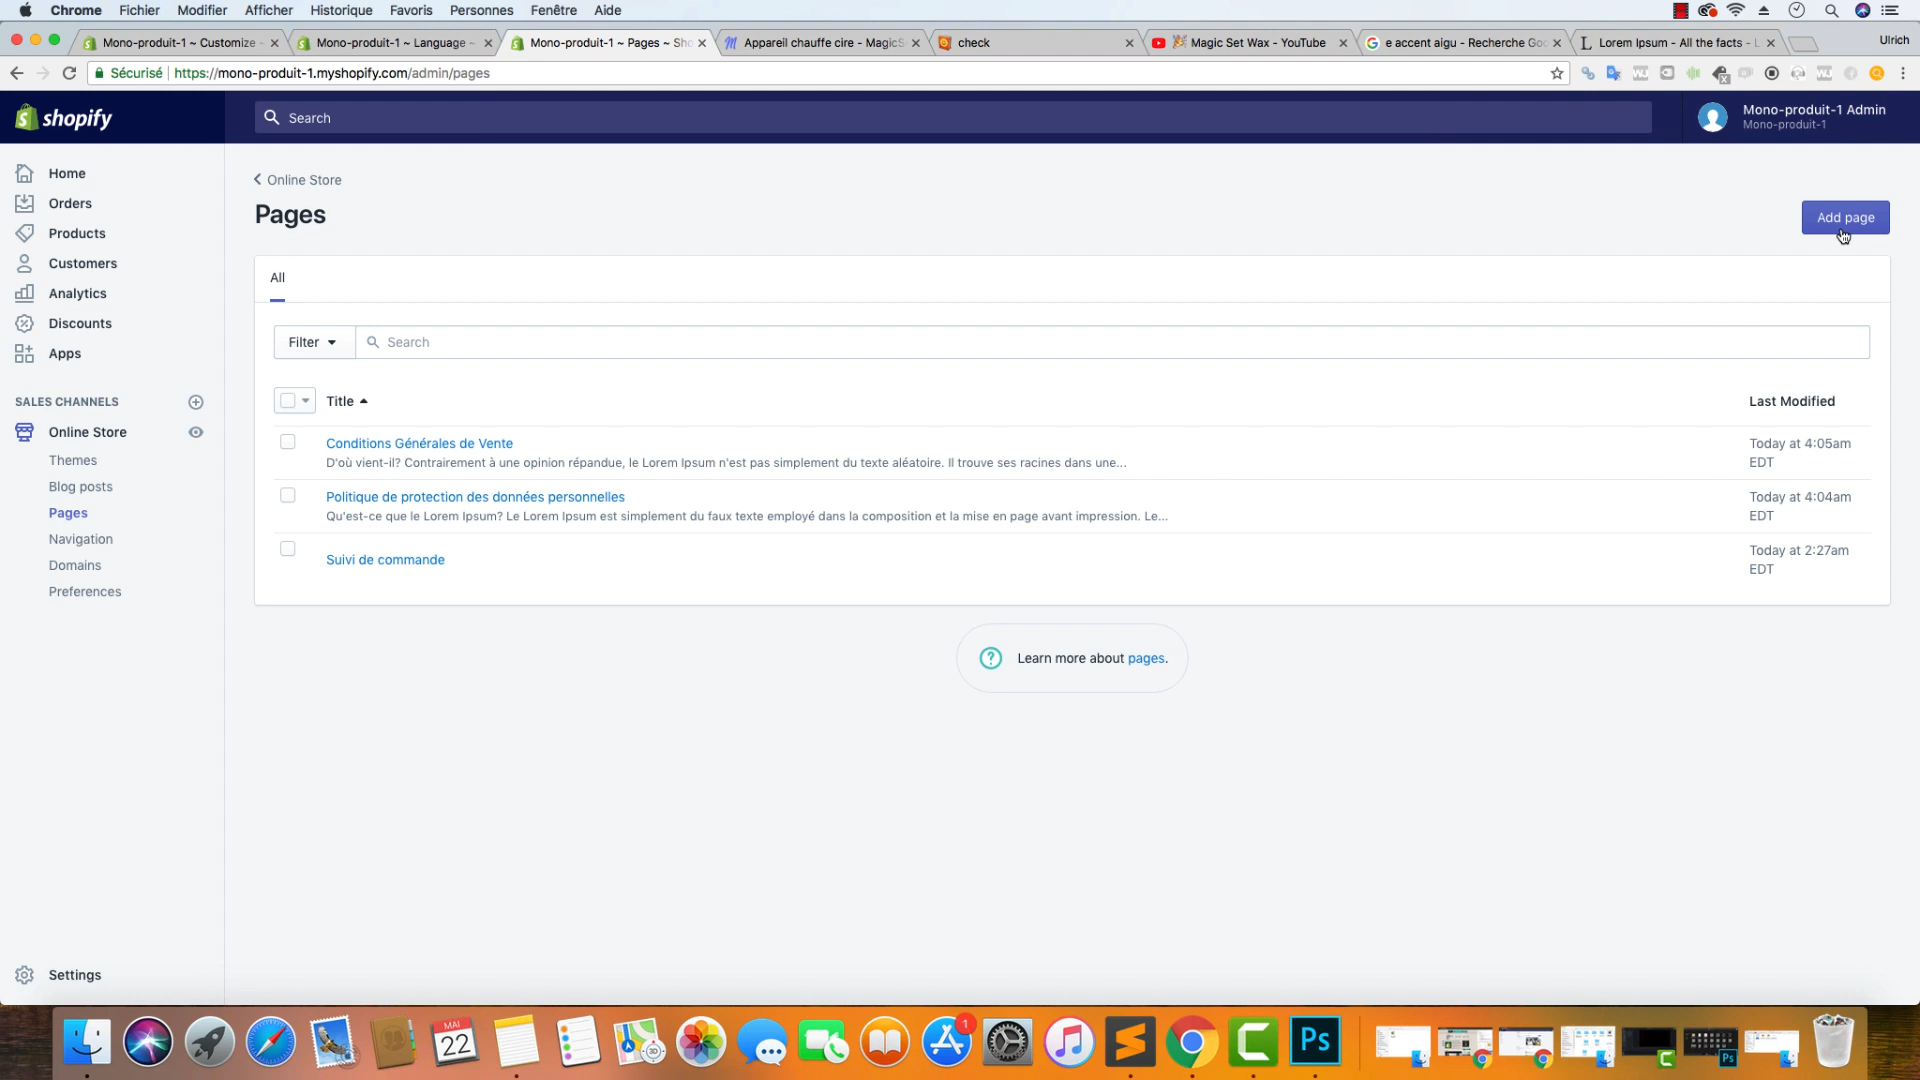 Chrome Fichier Modifier Afficher Historique Favoris Personnes Fenêtre Aide
Mono-produit-1 ~ Customize
Mono-produit-1 ~ Language ~
Mono-produit-1 ~ Pages ~ Sho
Appareil chauffe cire - MagicS
check
Magic Set Wax - YouTube
e accent aigu - Recherche Goo
Lorem Ipsum - All the facts - L
Ulrich
Sécurisé https://mono-produit-1.myshopify.com/admin/pages
shopify
Search
Mono-produit-1 Admin
Mono-produit-1
Home
Orders
Products
Customers
Analytics
Discounts
Apps
SALES CHANNELS
Online Store
Themes
Blog posts
Pages
Navigation
Domains
Preferences
Settings
Online Store
Pages
Add page
All
Filter
Search
Title
Last Modified
Conditions Générales de Vente
D'où vient-il? Contrairement à une opinion répandue, le Lorem Ipsum n'est pas simplement du texte aléatoire. Il trouve ses racines dans une...
Today at 4:05am
EDT
Politique de protection des données personnelles
Qu'est-ce que le Lorem Ipsum? Le Lorem Ipsum est simplement du faux texte employé dans la composition et la mise en page avant impression. Le...
Today at 4:04am
EDT
Suivi de commande
Today at 2:27am
EDT
Learn more about pages.
MAI
22
3D
1
Ps